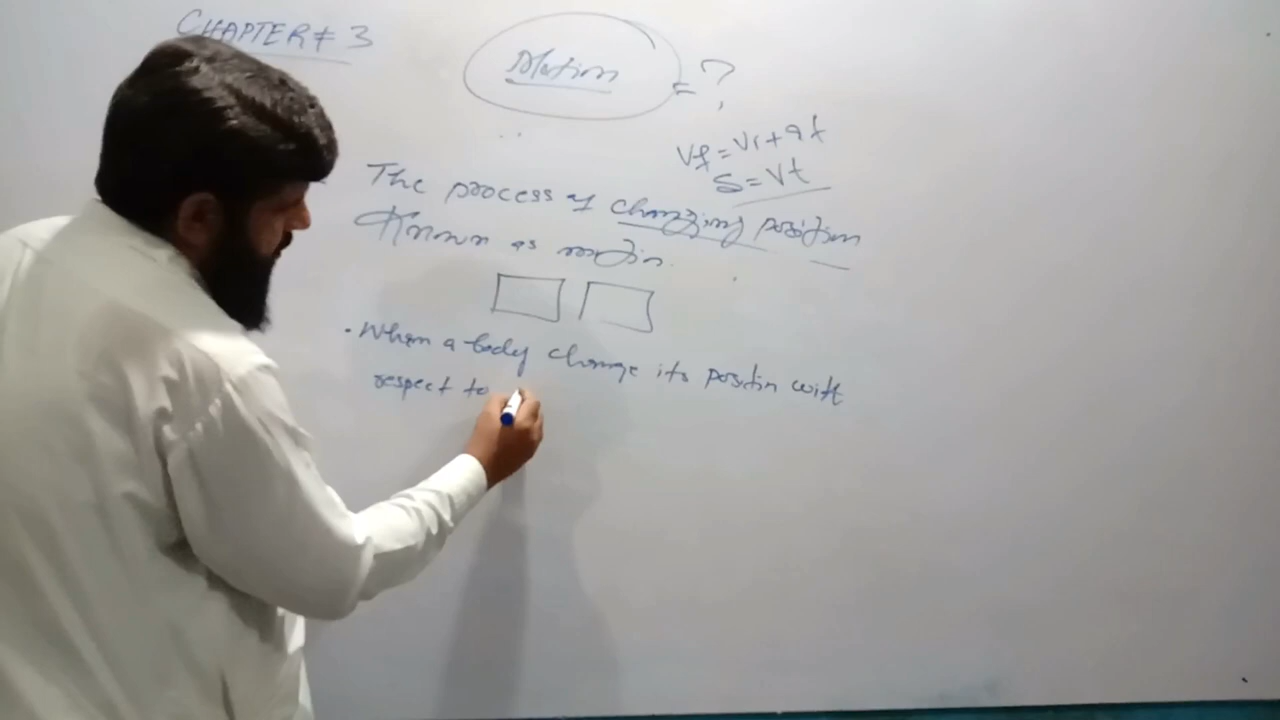 CHAPTER # 3
Motion = ?
Vf = Vi + at
S = Vt
The process of changing position
Known as motion.
• When a body change its position with
respect to